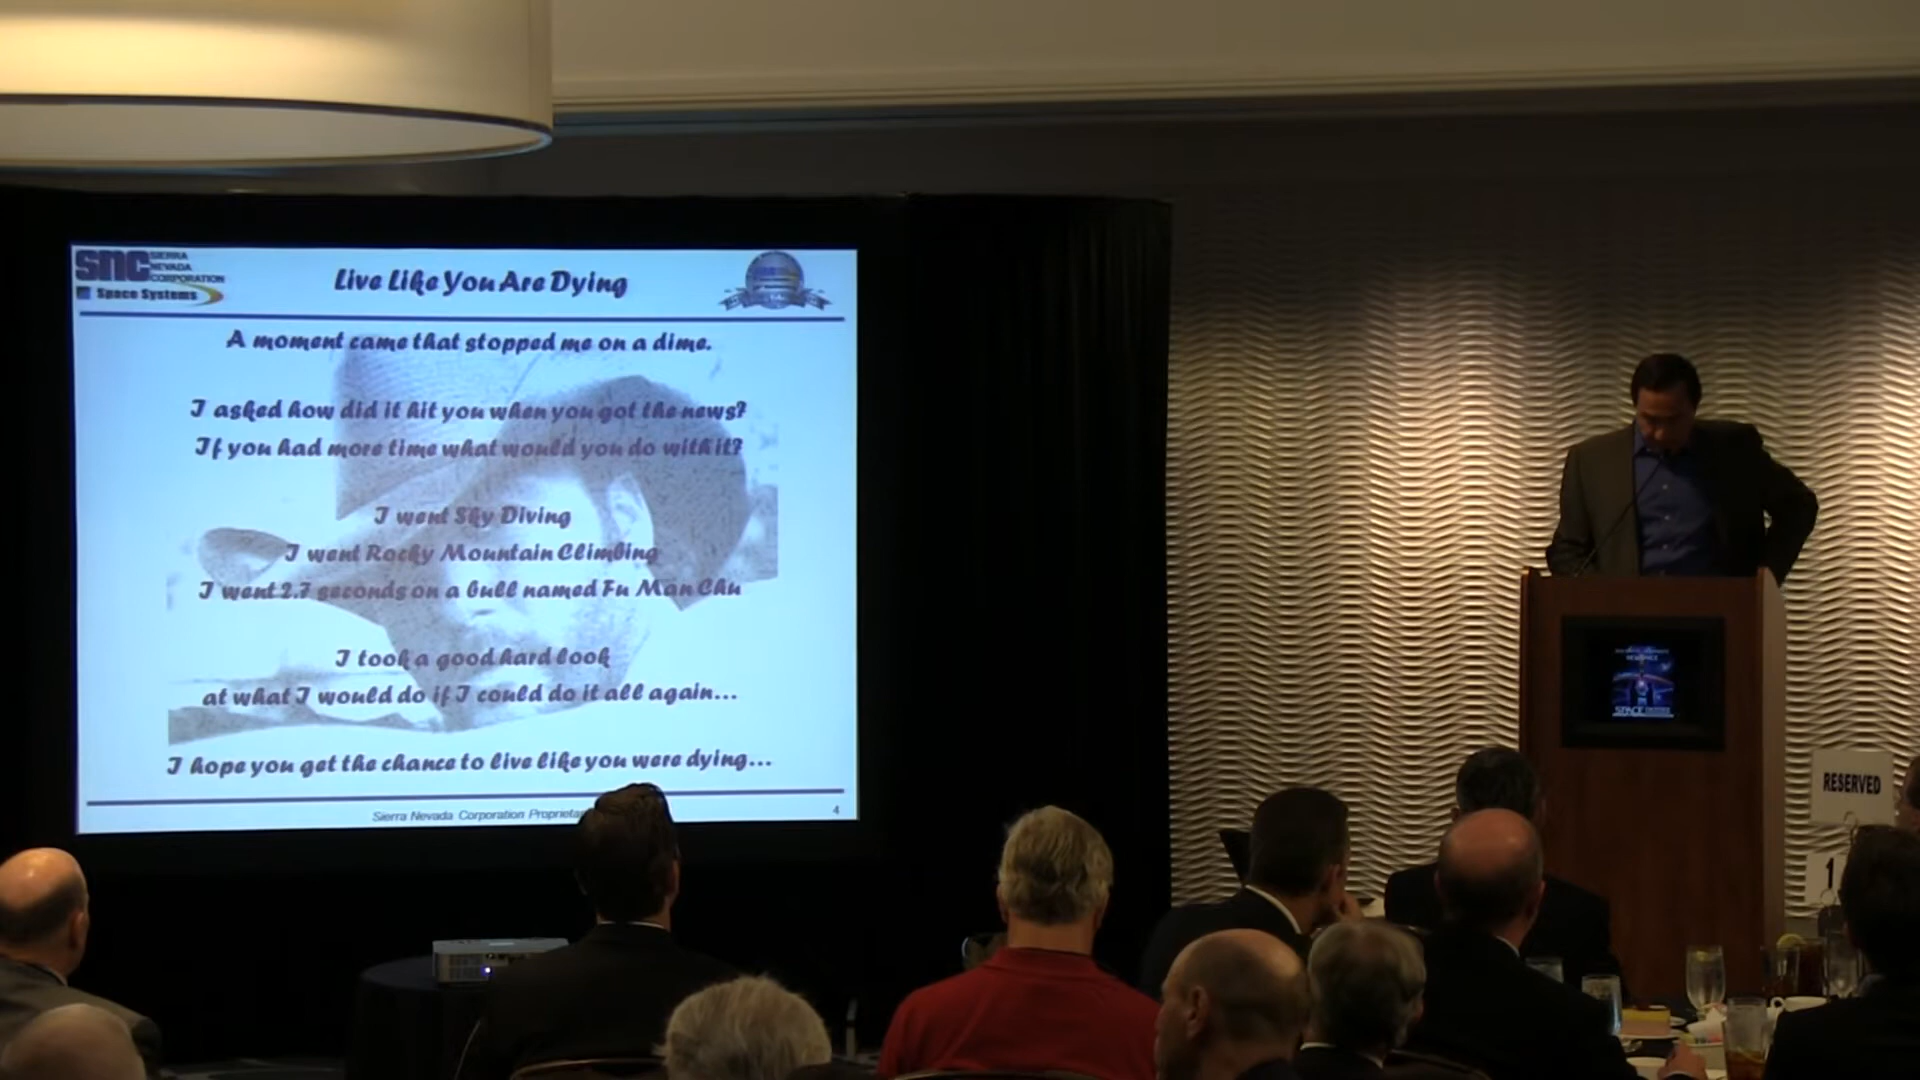 SNC SIERRA
NEVADA
CORPORATION
Space Systems
Live Like You Are Dying
A moment came that stopped me on a dime.
I asked how did it hit you when you got the news?
If you had more time what would you do with it?
I went Sky Diving
I went Rocky Mountain Climbing
I went 2.7 seconds on a bull named Fu Man Chu
I took a good hard look
at what I would do if I could do it all again...
I hope you get the chance to live like you were dying...
Sierra Nevada Corporation
4
SPACE
RESERVED
1